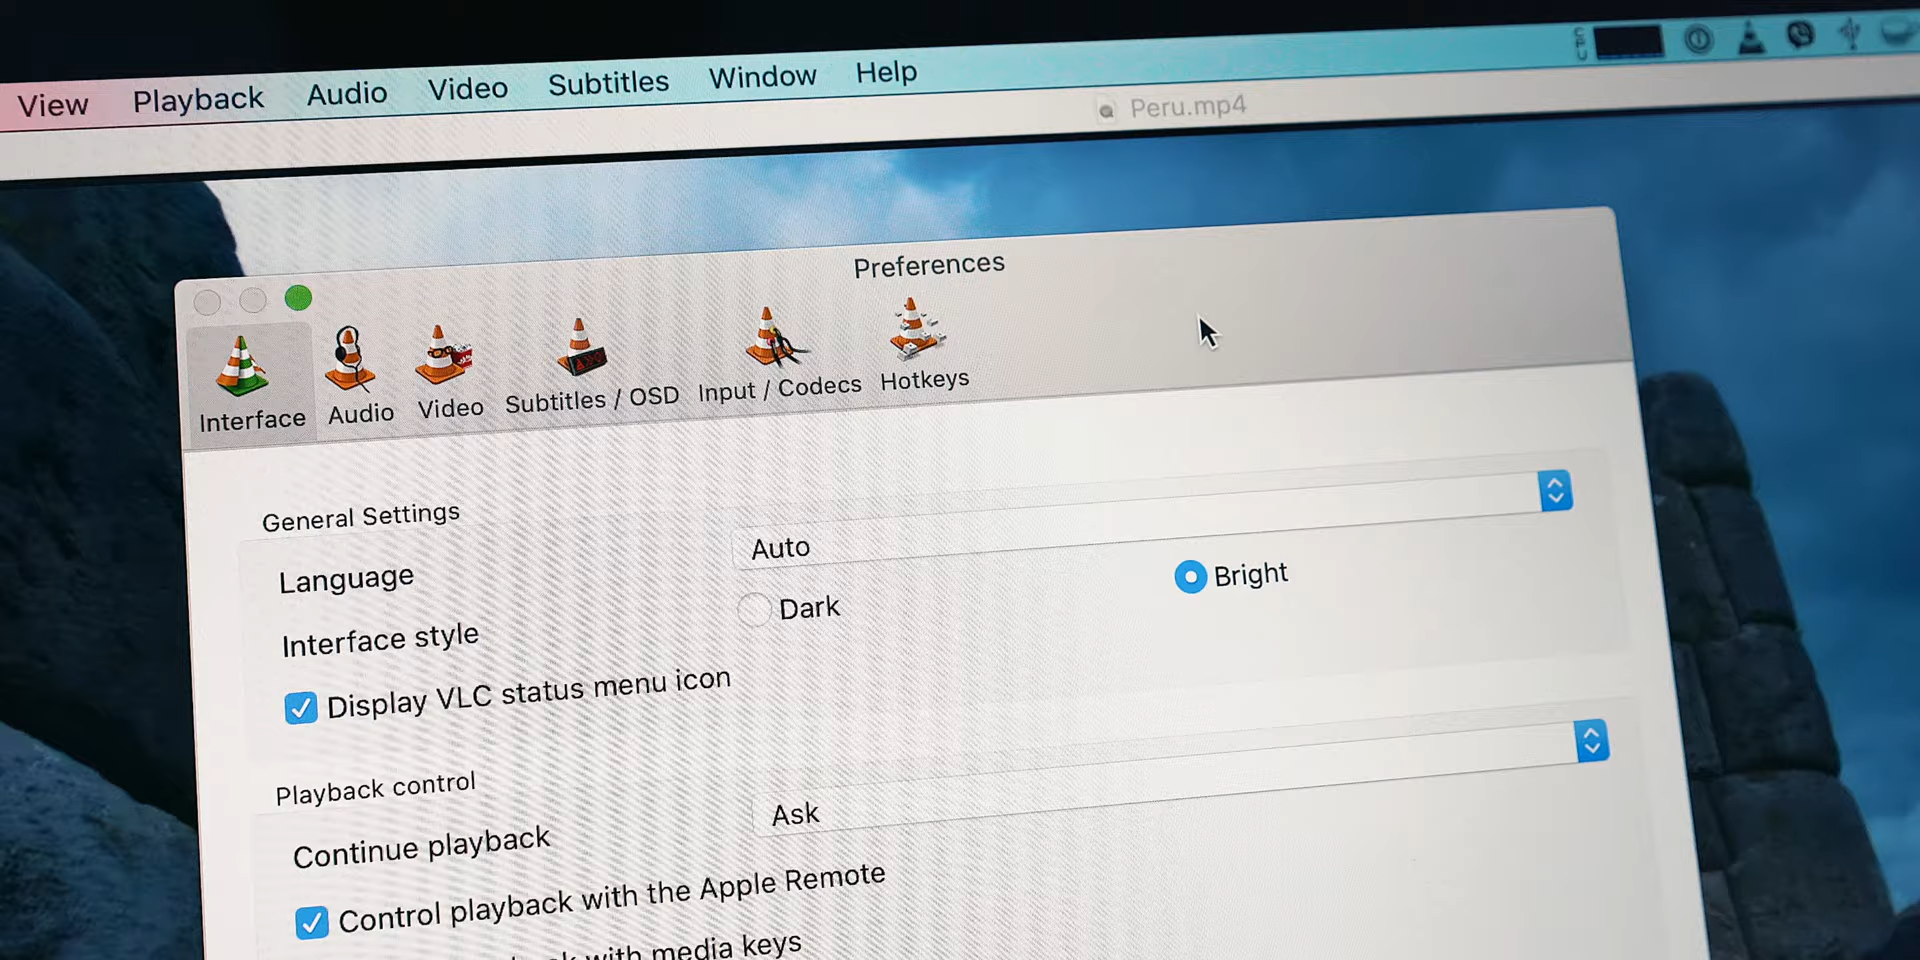 View Playback Audio Video Subtitles Window Help
CPU
Peru.mp4
Preferences
Interface Audio Video Subtitles / OSD Input / Codecs Hotkeys
General Settings
Language Auto
Interface style Dark Bright
Display VLC status menu icon
Playback control
Continue playback Ask
Control playback with the Apple Remote
with media keys